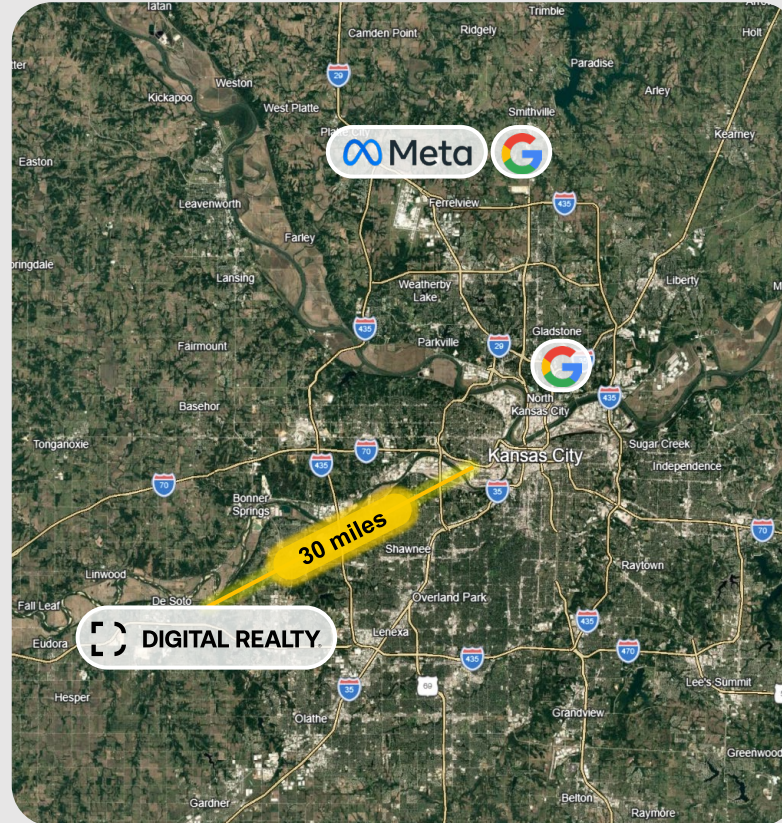 Tatan
Trimble
Camden Point
Ridgely
Holt
29
Paradise
Weston
Kickapoo
West Platte
Arley
Smithville
Platte City
Kearney
Meta
Easton
Leavenworth
Ferrelview
435
Farley
Lansing
Weatherby
Lake
Liberty
435
Gladstone
29
Parkville
Fairmount
North
Kansas City
435
Basehor
Tonganoxie
70
435
Kansas City
Sugar Creek
Independence
70
35
Bonner
Springs
30 miles
70
Shawnee
Raytown
Linwood
De Soto
Overland Park
Fall Leaf
435
DIGITAL REALTY
Eudora
Lenexa
435
470
35
69
Lee's Summit
Hesper
Olathe
Grandview
Greenwood
Gardner
Belton
Raymore